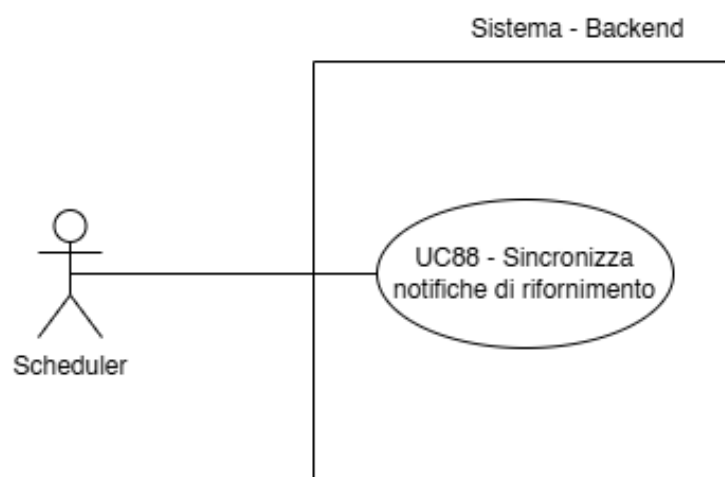 Sistema - Backend
UC88 - Sincronizza
notifiche di rifornimento
Scheduler